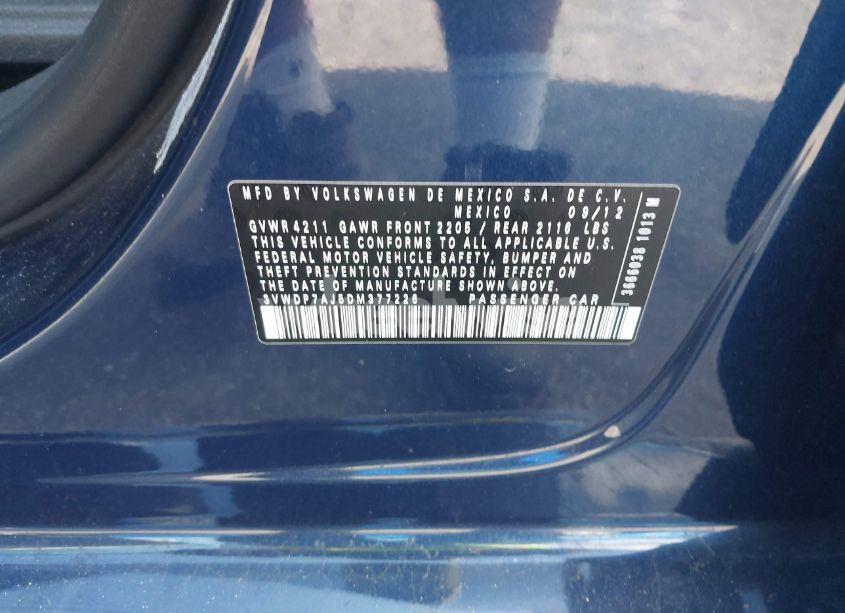 MFD BY VOLKSWAGEN DE MEXICO S.A. DE C.V.
MEXICO 09/12
GVWR 4211 GAWR FRONT 2205 / REAR 2116 LBS
THIS VEHICLE CONFORMS TO ALL APPLICABLE U.S.
FEDERAL MOTOR VEHICLE SAFETY, BUMPER AND
THEFT PREVENTION STANDARDS IN EFFECT ON
THE DATE OF MANUFACTURE SHOWN ABOVE.
3VWDP7AJ5DM377226 PASSENGER CAR
3666038 1013 M